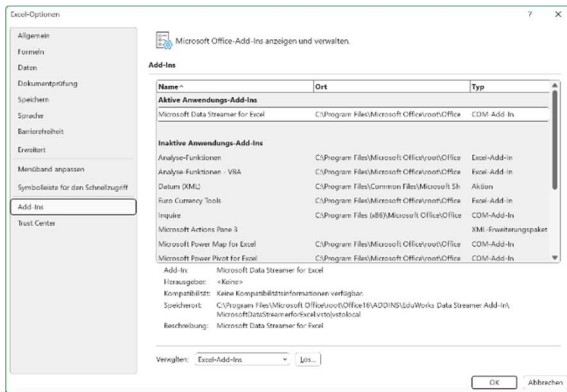 Excel-Optionen ? ×
Allgemein
Formeln
Daten
Dokumentprüfung
Speichern
Sprache
Barrierefreiheit
Erweitert
Menüband anpassen
Symbolleiste für den Schnellzugriff
Add-Ins
Trust Center
Microsoft Office-Add-Ins anzeigen und verwalten.
Add-Ins
Name Ort Typ
Aktive Anwendungs-Add-Ins
Microsoft Data Streamer for Excel C:\Program Files\Microsoft Office\root\Office COM-Add-In
Inaktive Anwendungs-Add-Ins
Analyse-Funktionen C:\Program Files\Microsoft Office\root\Office Excel-Add-In
Analyse-Funktionen - VBA C:\Program Files\Microsoft Office\root\Office Excel-Add-In
Datum (XML) C:\Program Files\Common Files\Microsoft Sh Aktion
Euro Currency Tools C:\Program Files\Microsoft Office\root\Office Excel-Add-In
Inquire C:\Program Files (x86)\Microsoft Office\Office COM-Add-In
Microsoft Actions Pane 3 XML-Erweiterungspaket
Microsoft Power Map for Excel C:\Program Files\Microsoft Office\root\Office COM-Add-In
Microsoft Power Pivot for Excel C:\Program Files\Microsoft Office\root\Office COM-Add-In
Add-In: Microsoft Data Streamer for Excel
Herausgeber: <Keine>
Kompatibilität: Keine Kompatibilitätsinformationen verfügbar.
Speicherort: C:\Program Files\Microsoft Office\root\Office16\ADDINS\EduWorks Data Streamer Add-In\
MicrosoftDataStreamerforExcel.vsto|vstolocal
Beschreibung: Microsoft Data Streamer for Excel
Verwalten: Excel-Add-Ins Los...
OK Abbrechen